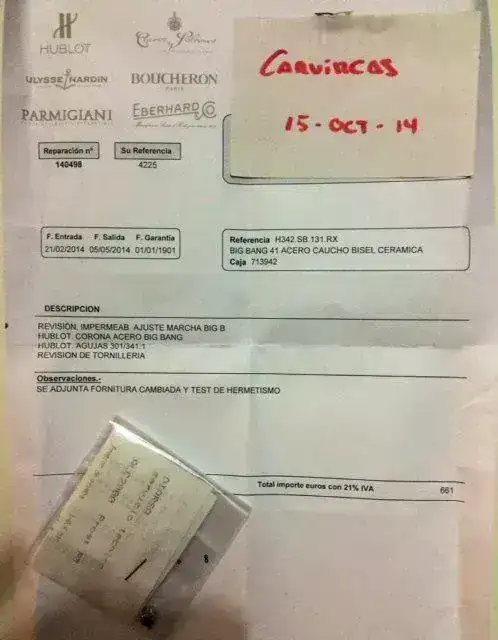 HUBLOT
Cuervo y Sobrinos
CARVINCAS
15-OCT-14
ULYSSE NARDIN
BOUCHERON
PARIS
PARMIGIANI
EBERHARD & CO
Reparación nº
140498
Su Referencia
4225
F. Entrada F. Salida F. Garantía
21/02/2014 05/05/2014 01/01/1901
Referencia H342.SB.131.RX
BIG BANG 41 ACERO CAUCHO BISEL CERAMICA
Caja 713942
DESCRIPCION
REVISIÓN, IMPERMEAB. AJUSTE MARCHA BIG B
HUBLOT. CORONA ACERO BIG BANG
HUBLOT. AGUJAS 301/341.1
REVISION DE TORNILLERIA
Observaciones.-
SE ADJUNTA FORNITURA CAMBIADA Y TEST DE HERMETISMO
Total importe euros con 21% IVA
661
8